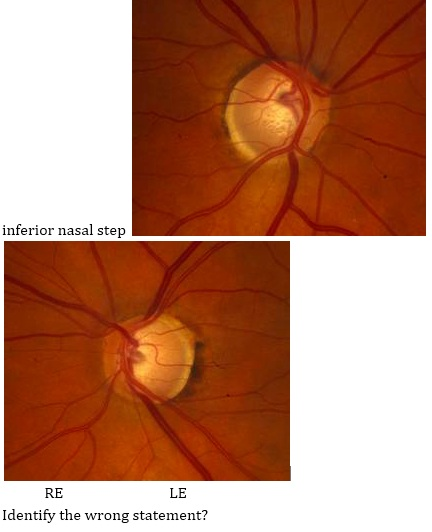 inferior nasal step
RE LE
Identify the wrong statement?